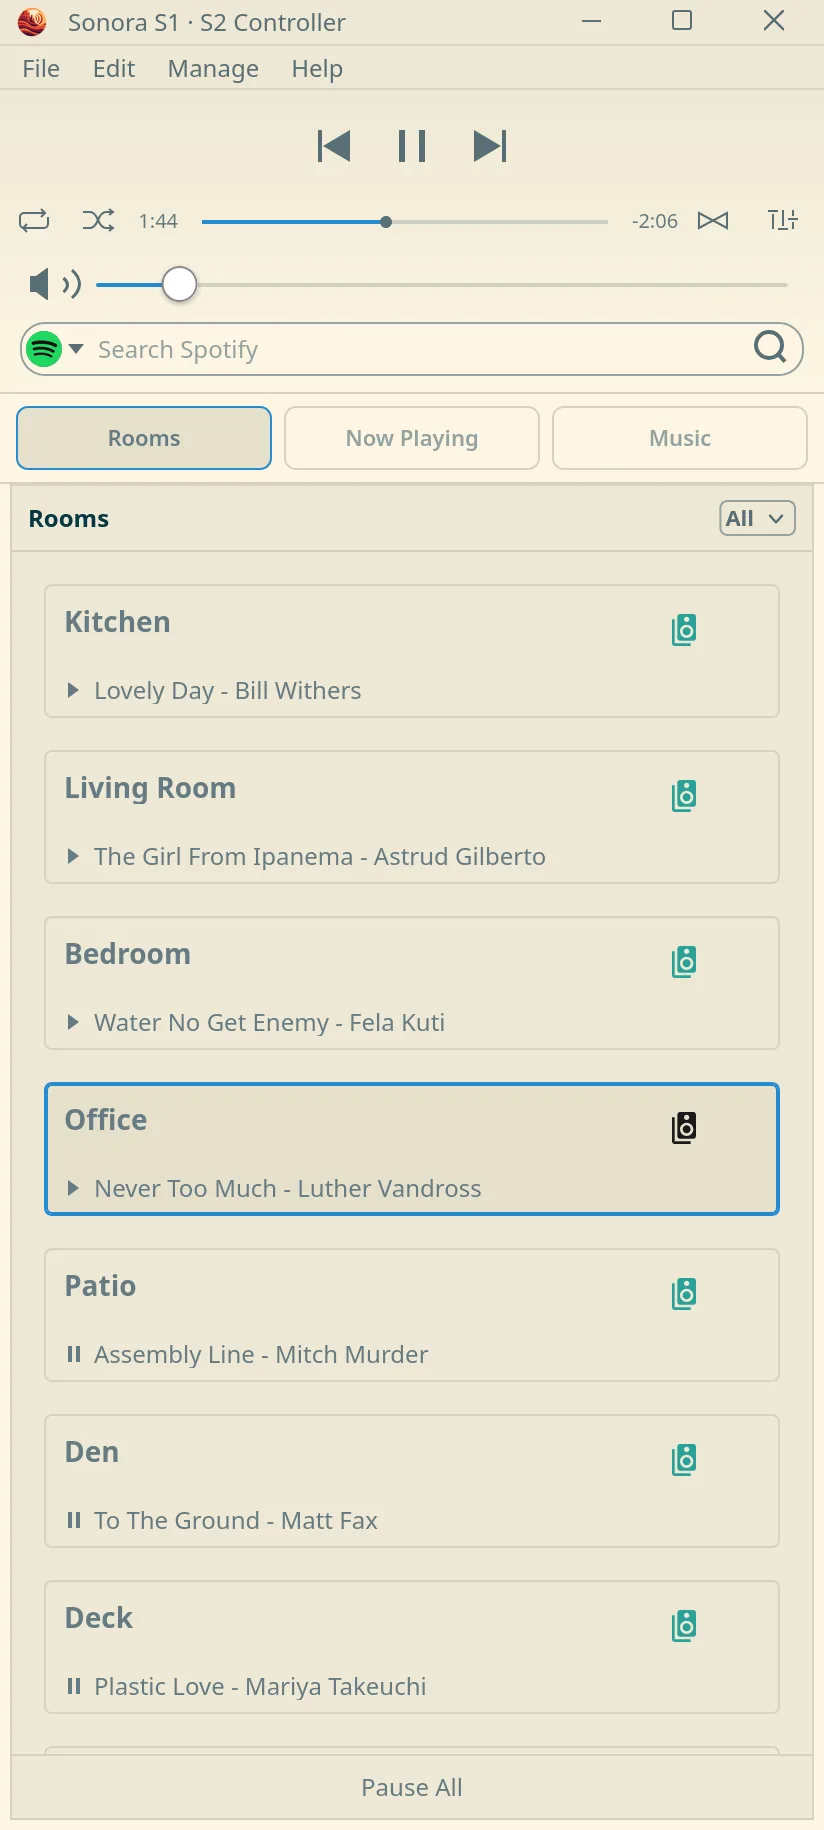 Sonora S1 · S2 Controller
File Edit Manage Help
1:44 -2:06
Search Spotify
Rooms Now Playing Music
Rooms All
Kitchen
Lovely Day - Bill Withers
Living Room
The Girl From Ipanema - Astrud Gilberto
Bedroom
Water No Get Enemy - Fela Kuti
Office
Never Too Much - Luther Vandross
Patio
Assembly Line - Mitch Murder
Den
To The Ground - Matt Fax
Deck
Plastic Love - Mariya Takeuchi
Pause All